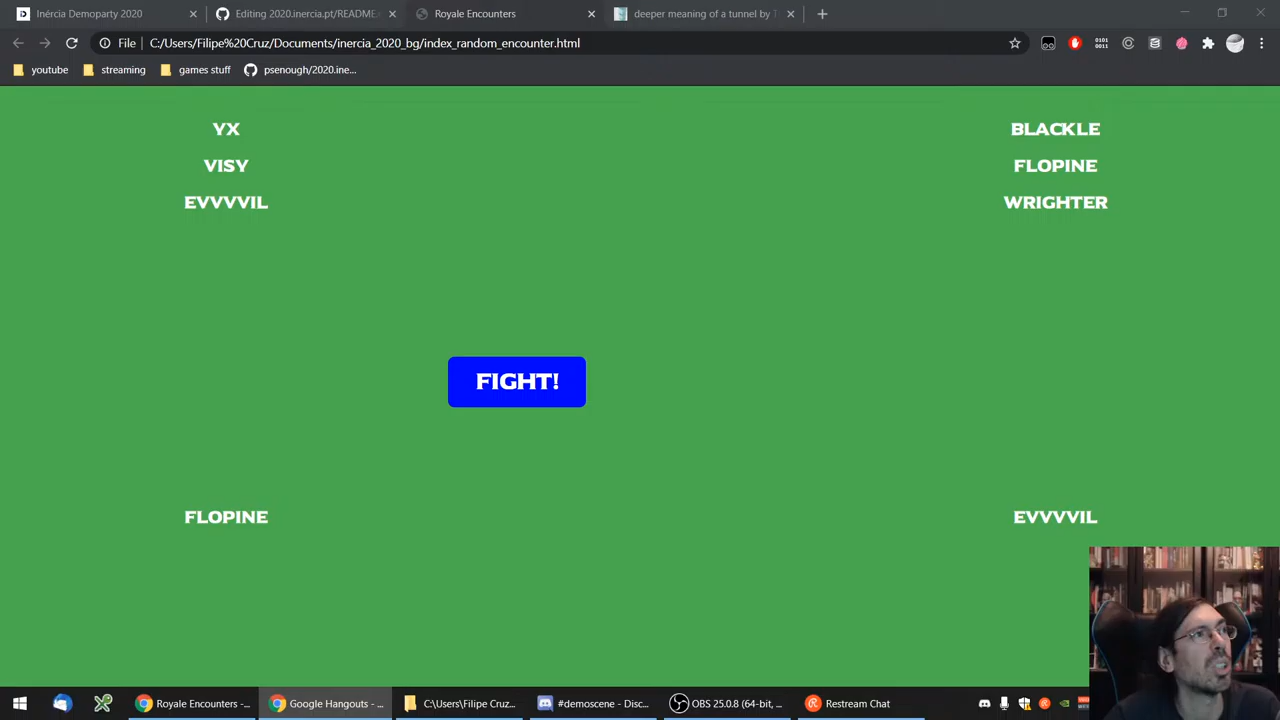 Inércia Demoparty 2020
Editing 2020.inercia.pt/README.
Royale Encounters
deeper meaning of a tunnel by T
File
C:/Users/Filipe%20Cruz/Documents/inercia_2020_bg/index_random_encounter.html
0101
0011
youtube
streaming
games stuff
psenough/2020.ine...
YX
BLACKLE
VISY
FLOPINE
EVVVVIL
WRIGHTER
FIGHT!
FLOPINE
EVVVVIL
Royale Encounters -...
Google Hangouts - ...
C:\Users\Filipe Cruz...
#demoscene - Disc...
OBS 25.0.8 (64-bit, ...
Restream Chat